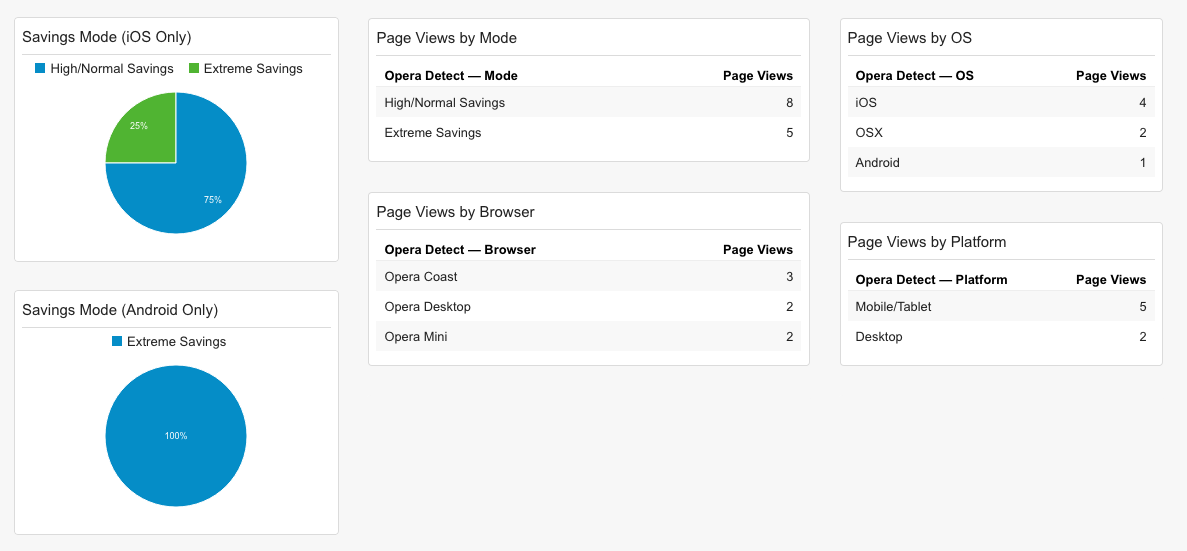 Savings Mode (iOS Only)
High/Normal Savings Extreme Savings
25%
75%
Savings Mode (Android Only)
Extreme Savings
100%
Page Views by Mode
Opera Detect — Mode Page Views
High/Normal Savings 8
Extreme Savings 5
Page Views by Browser
Opera Detect — Browser Page Views
Opera Coast 3
Opera Desktop 2
Opera Mini 2
Page Views by OS
Opera Detect — OS Page Views
iOS 4
OSX 2
Android 1
Page Views by Platform
Opera Detect — Platform Page Views
Mobile/Tablet 5
Desktop 2